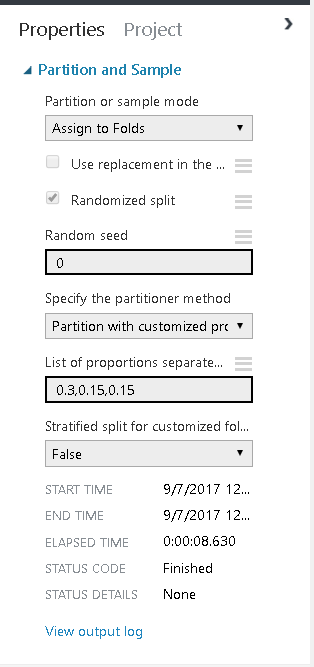 Properties Project
Partition and Sample
Partition or sample mode
Assign to Folds
Use replacement in the ...
Randomized split
Random seed
0
Specify the partitioner method
Partition with customized pro
List of proportions separate...
0.3,0.15,0.15
Stratified split for customized fol...
False
START TIME 9/7/2017 12...
END TIME 9/7/2017 12...
ELAPSED TIME 0:00:08.630
STATUS CODE Finished
STATUS DETAILS None
View output log